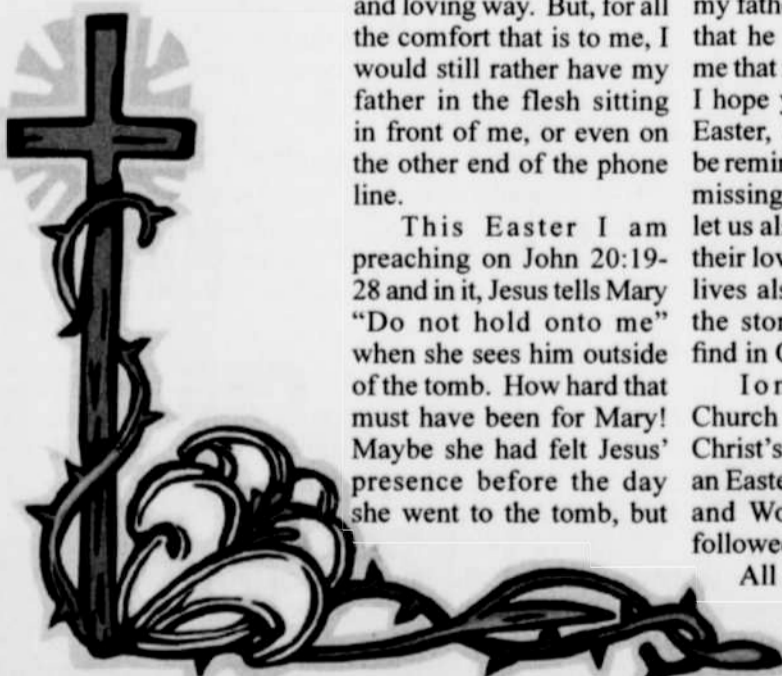 and loving way. But, for all
the comfort that is to me, I
would still rather have my
father in the flesh sitting
in front of me, or even on
the other end of the phone
line.
This Easter I am
preaching on John 20:19-
28 and in it, Jesus tells Mary
“Do not hold onto me”
when she sees him outside
of the tomb. How hard that
must have been for Mary!
Maybe she had felt Jesus’
presence before the day
she went to the tomb, but
my fath
that he
me that
I hope
Easter,
be remin
missing
let us al
their lov
lives als
the stor
find in
Ion
Church
Christ’s
an Easte
and Wo
followe
All